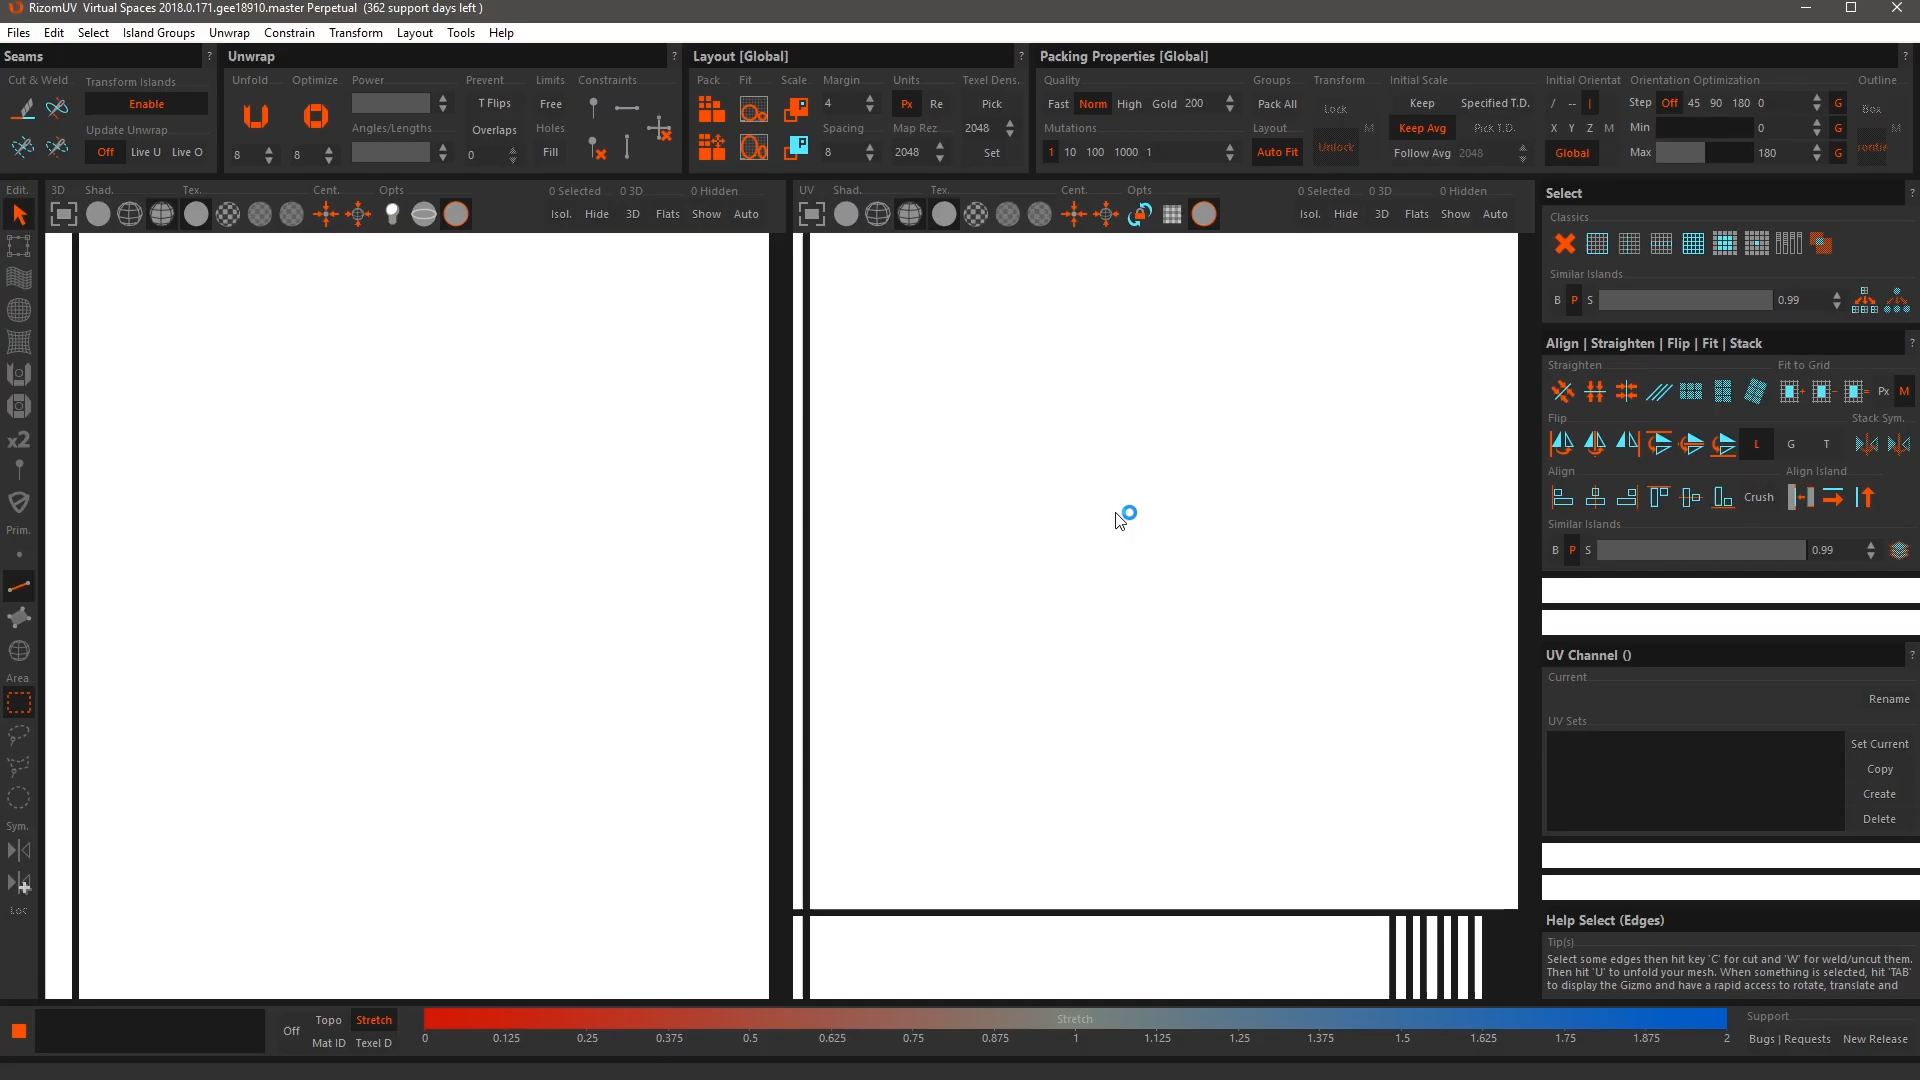 RizomUV Virtual Spaces 2018.0.171.gee18910.master Perpetual (362 support days left )
Files Edit Select Island Groups Unwrap Constrain Transform Layout Tools Help
Seams ? Unwrap ? Layout [Global] ? Packing Properties [Global] ?
Cut & Weld Transform Islands Unfold Optimize Power Prevent Limits Constraints Pack Fit Scale Margin Units Texel Dens. Quality Groups Transform Initial Scale Initial Orientat Orientation Optimization Outline
Enable T Flips Free 4 Px Re Pick Fast Norm High Gold 200 Pack All Lock Keep Specified T.D. / -- | Step Off 45 90 180 0 G Box
Update Unwrap Angles/Lengths Overlaps Holes Spacing Map Rez 2048 Mutations Layout M Keep Avg Pick T.D. X Y Z M Min 0 G M
Off Live U Live O 8 8 0 Fill 8 2048 Set 1 10 100 1000 1 Auto Fit Unlock Follow Avg 2048 Global Max 180 G
Edit. 3D Shad. Tex. Cent. Opts 0 Selected 0 3D 0 Hidden UV Shad. Tex. Cent. Opts 0 Selected 0 3D 0 Hidden
Isol. Hide 3D Flats Show Auto Isol. Hide 3D Flats Show Auto
Select ?
Classics
Similar Islands
B P S 0.99
Align | Straighten | Flip | Fit | Stack ?
Straighten Fit to Grid
Px M
Flip Stack Sym.
L G T
Align Align Island
Crush
Similar Islands
B P S 0.99
x2
Prim.
Area
Sym.
Loc
UV Channel () ?
Current
Rename
UV Sets
Set Current
Copy
Create
Delete
Help Select (Edges)
Tip(s)
Select some edges then hit key 'C' for cut and 'W' for weld/uncut them.
Then hit 'U' to unfold your mesh. When something is selected, hit 'TAB'
to display the Gizmo and have a rapid access to rotate, translate and
Off Topo Stretch Stretch Support
Mat ID Texel D 0 0.125 0.25 0.375 0.5 0.625 0.75 0.875 1 1.125 1.25 1.375 1.5 1.625 1.75 1.875 2 Bugs | Requests New Release